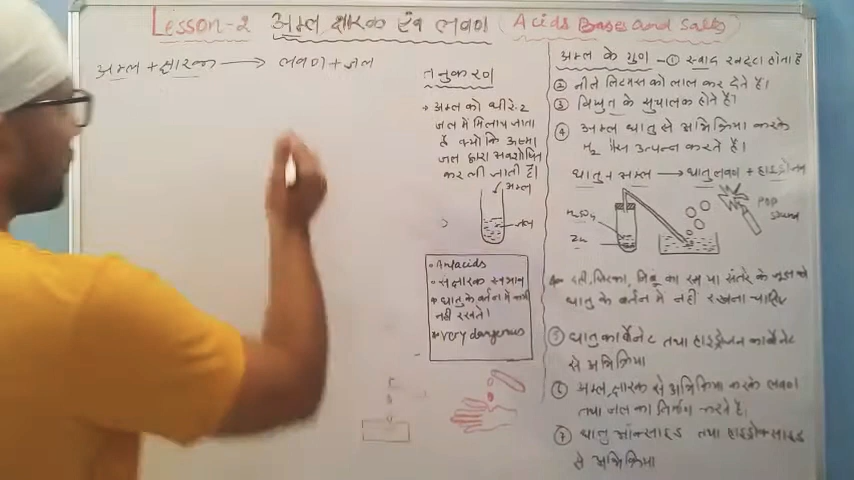 Lesson-2 अम्ल क्षारक एवं लवण (Acids Bases and Salts)
अम्ल + क्षारक → लवण + जल
तनुकरण
→ अम्ल को धीरे-2
जल में मिलाया जाता
है क्योंकि ऊष्मा
जल द्वारा अवशोषित
कर ली जाती है।
अम्ल
जल
• Antacids
धातु के बर्तन में
नही रखते।
• Very dangerous
अम्ल के गुण - ① स्वाद खट्टा होता है
② नीले लिटमस को लाल कर देते है।
③ विद्युत के सुचालक होते है।
④ अम्ल धातु से अभिक्रिया करके
H2 गैस उत्पन्न करते है।
धातु + अम्ल → धातु लवण + हाइड्रोजन
H2SO4
Zn
Pop
sound
दही, सिरका, निंबू का रस या संतरे के जूस को
धातु के बर्तन में नही रखना चाहिए
⑤ धातु कार्बोनेट तथा हाइड्रोजन कार्बोनेट
से अभिक्रिया
⑥ अम्ल, क्षारक से अभिक्रिया करके लवण
तथा जल का निर्माण करते है।
⑦ धातु ऑक्साइड तथा हाइड्रोक्साइड
से अभिक्रिया